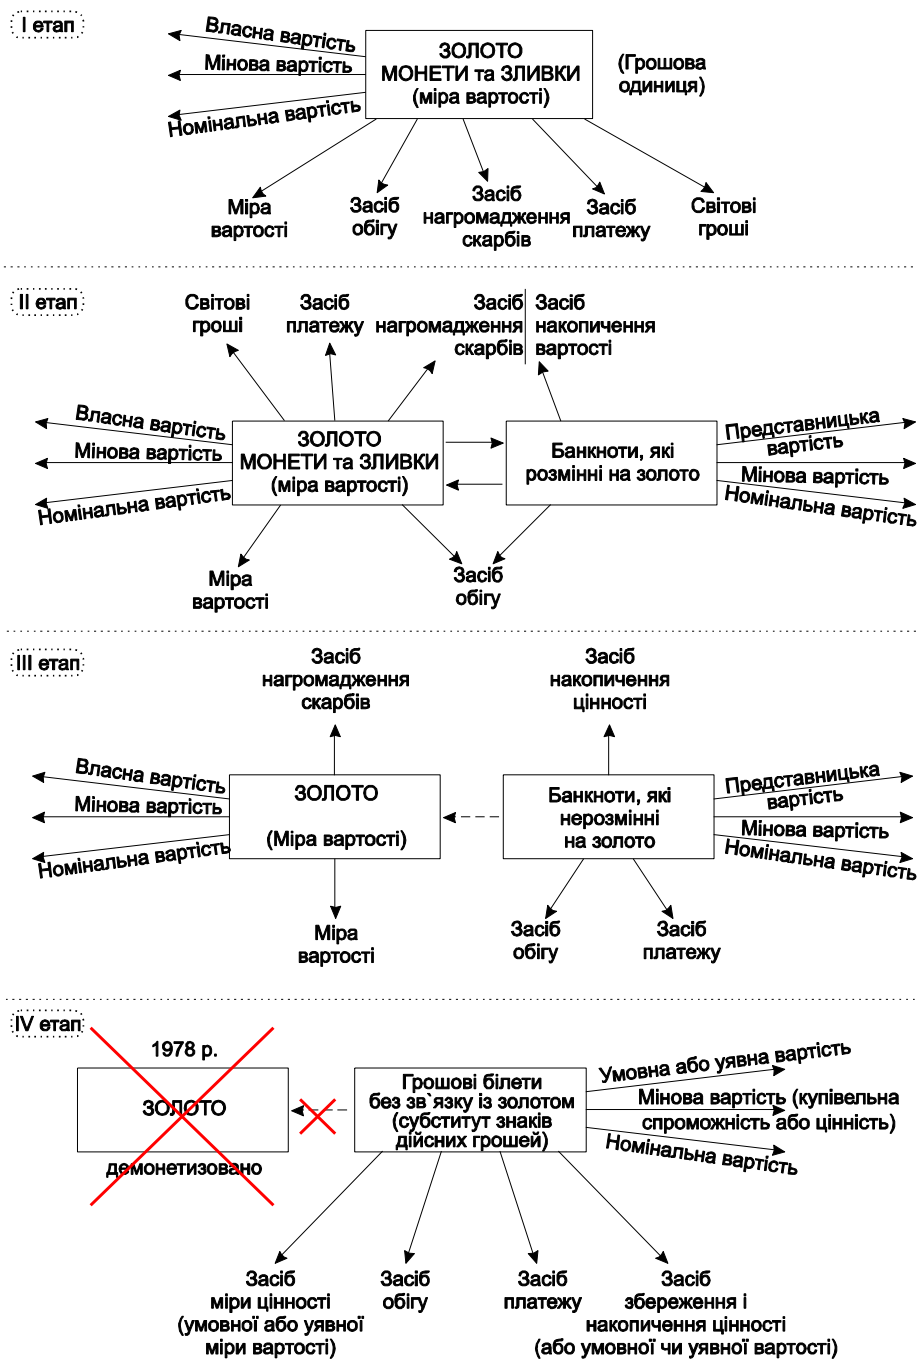 І етап
Власна вартість
Мінова вартість
Номінальна вартість
ЗОЛОТО
МОНЕТИ та ЗЛИВКИ
(міра вартості)
(Грошова
одиниця)
Міра
вартості
Засіб
обігу
Засіб
нагромадження
скарбів
Засіб
платежу
Світові
гроші
ІІ етап
Світові
гроші
Засіб
платежу
Засіб
нагромадження
скарбів
Засіб
накопичення
вартості
Власна вартість
Мінова вартість
Номінальна вартість
ЗОЛОТО
МОНЕТИ та ЗЛИВКИ
(міра вартості)
Банкноти, які
розмінні на золото
Представницька
вартість
Мінова вартість
Номінальна вартість
Міра
вартості
Засіб
обігу
ІІІ етап
Засіб
нагромадження
скарбів
Засіб
накопичення
цінності
Власна вартість
Мінова вартість
Номінальна вартість
ЗОЛОТО
(Міра вартості)
Банкноти, які
нерозмінні
на золото
Представницька
вартість
Мінова вартість
Номінальна вартість
Міра
вартості
Засіб
обігу
Засіб
платежу
IV етап
1978 р.
ЗОЛОТО
демонетизовано
Грошові білети
без зв`язку із золотом
(субститут знаків
дійсних грошей)
Умовна або уявна вартість
Мінова вартість (купівельна
спроможність або цінність)
Номінальна вартість
Засіб
міри цінності
(умовної або уявної
міри вартості)
Засіб
обігу
Засіб
платежу
Засіб
збереження і
накопичення цінності
(або умовної чи уявної вартості)